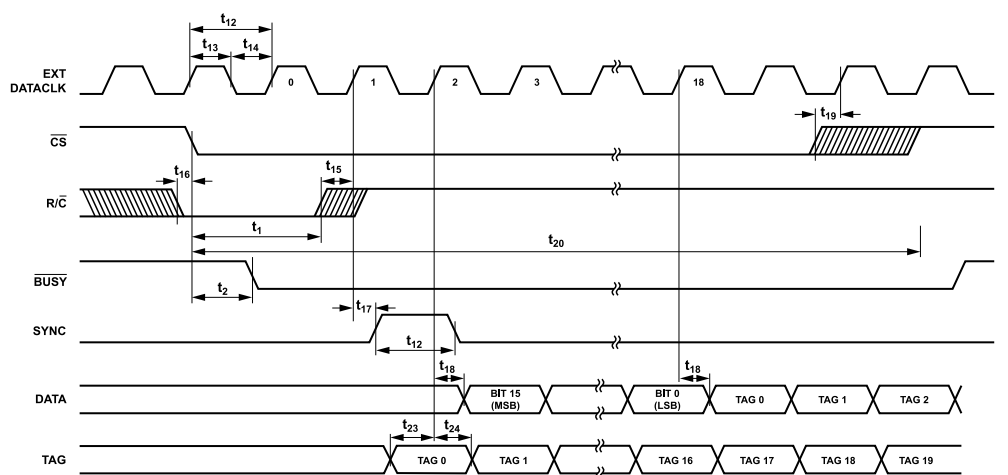 t12
t13 t14
EXT
DATACLK
0 1 2 3 18
t19
CS
t16 t15
R/C
t1
t20
BUSY
t2
t17
SYNC
t12
t18 t18
DATA
BIT 15
(MSB)
BIT 0
(LSB)
TAG 0 TAG 1 TAG 2
t23 t24
TAG
TAG 0 TAG 1 TAG 16 TAG 17 TAG 18 TAG 19